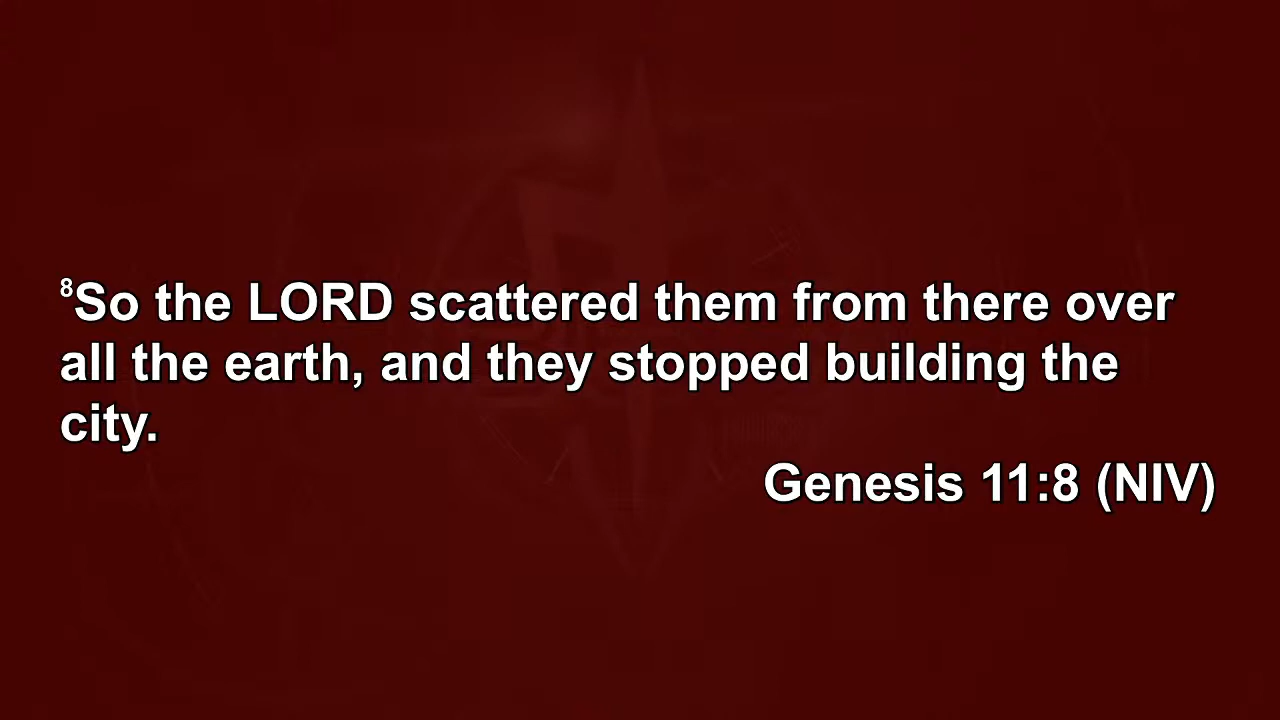 ⁸So the LORD scattered them from there over
all the earth, and they stopped building the
city.
Genesis 11:8 (NIV)